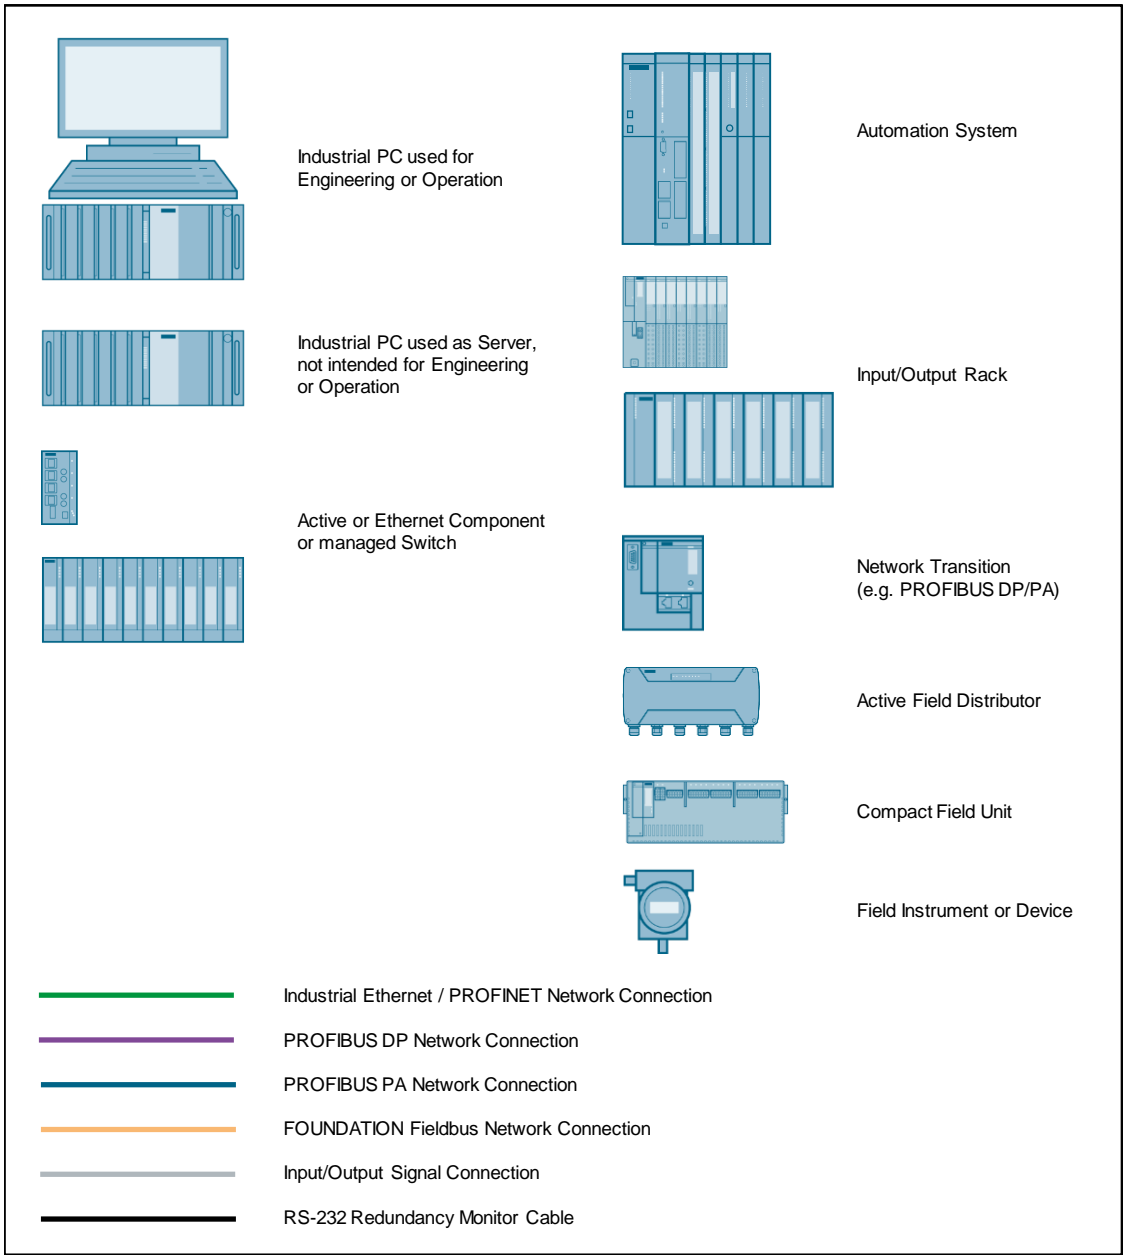 Industrial PC used for
Engineering or Operation
Industrial PC used as Server,
not intended for Engineering
or Operation
Active or Ethernet Component
or managed Switch
Automation System
Input/Output Rack
Network Transition
(e.g. PROFIBUS DP/PA)
Active Field Distributor
Compact Field Unit
Field Instrument or Device
Industrial Ethernet / PROFINET Network Connection
PROFIBUS DP Network Connection
PROFIBUS PA Network Connection
FOUNDATION Fieldbus Network Connection
Input/Output Signal Connection
RS-232 Redundancy Monitor Cable